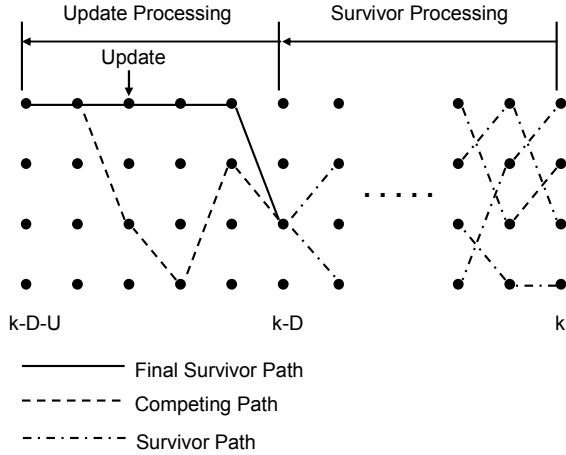 Update Processing Survivor Processing
Update
. . . . .
k-D-U k-D k
Final Survivor Path
Competing Path
Survivor Path